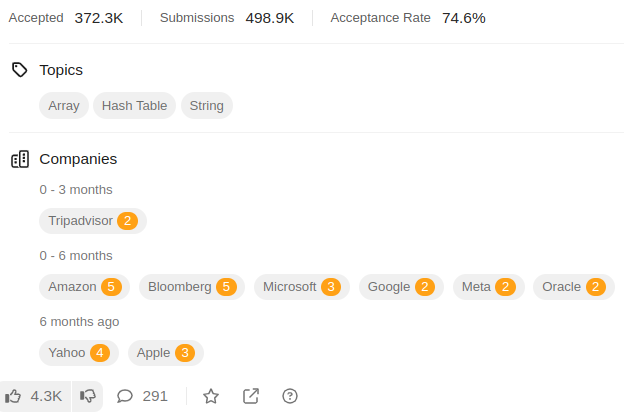 Accepted 372.3K Submissions 498.9K Acceptance Rate 74.6%
Topics
Array Hash Table String
Companies
0 - 3 months
Tripadvisor 2
0 - 6 months
Amazon 5 Bloomberg 5 Microsoft 3 Google 2 Meta 2 Oracle 2
6 months ago
Yahoo 4 Apple 3
4.3K 291